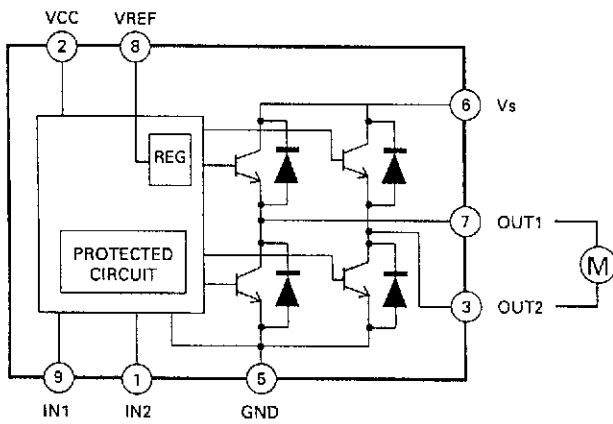 VCC VREF
2 8
6 Vs
REG
7 OUT1
M
PROTECTED
CIRCUIT
3 OUT2
9 1 5
IN1 IN2 GND